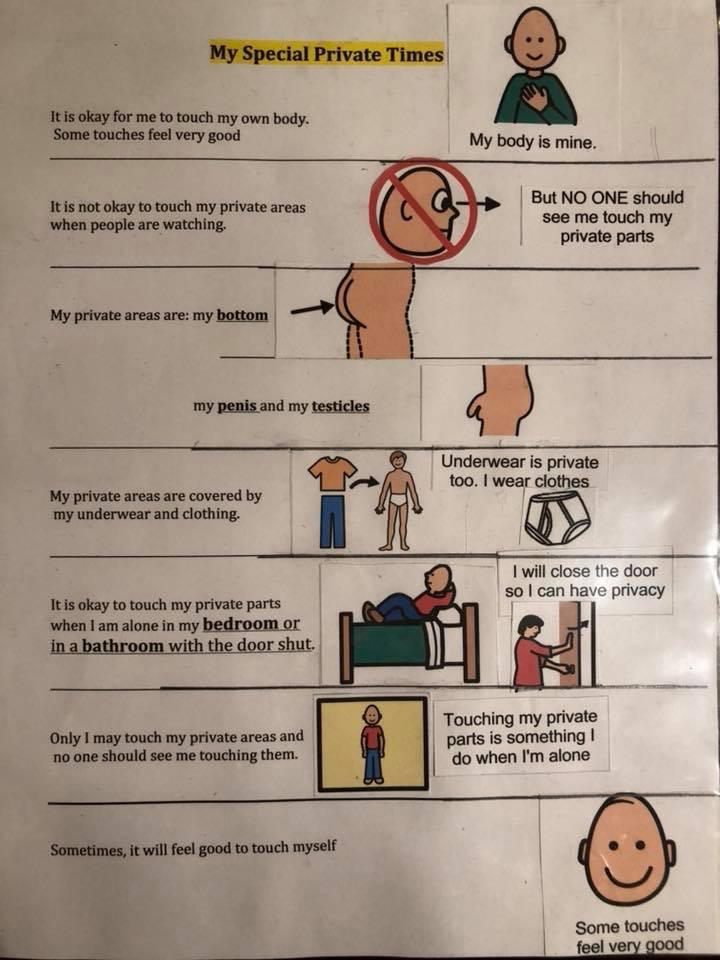 My Special Private Times
It is okay for me to touch my own body.
Some touches feel very good
My body is mine.
It is not okay to touch my private areas
when people are watching.
But NO ONE should
see me touch my
private parts
My private areas are: my bottom
my penis and my testicles
My private areas are covered by
my underwear and clothing.
Underwear is private
too. I wear clothes
It is okay to touch my private parts
when I am alone in my bedroom or
in a bathroom with the door shut.
I will close the door
so I can have privacy
Only I may touch my private areas and
no one should see me touching them.
Touching my private
parts is something I
do when I'm alone
Sometimes, it will feel good to touch myself
Some touches
feel very good